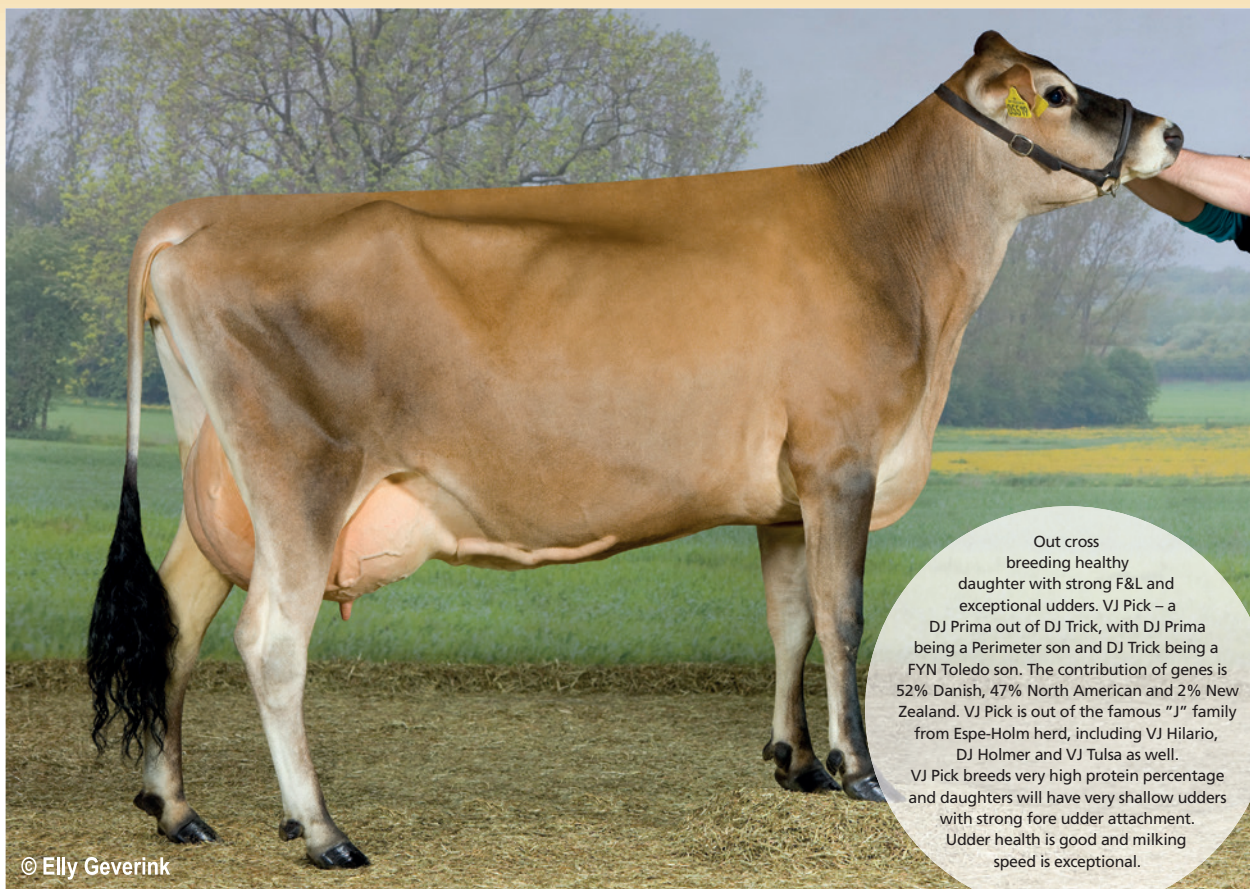 Out cross
breeding healthy
daughter with strong F&L and
exceptional udders. VJ Pick – a
DJ Prima out of DJ Trick, with DJ Prima
being a Perimeter son and DJ Trick being a
FYN Toledo son. The contribution of genes is
52% Danish, 47% North American and 2% New
Zealand. VJ Pick is out of the famous ”J” family
from Espe-Holm herd, including VJ Hilario,
DJ Holmer and VJ Tulsa as well.
VJ Pick breeds very high protein percentage
and daughters will have very shallow udders
with strong fore udder attachment.
Udder health is good and milking
speed is exceptional.
© Elly Geverink